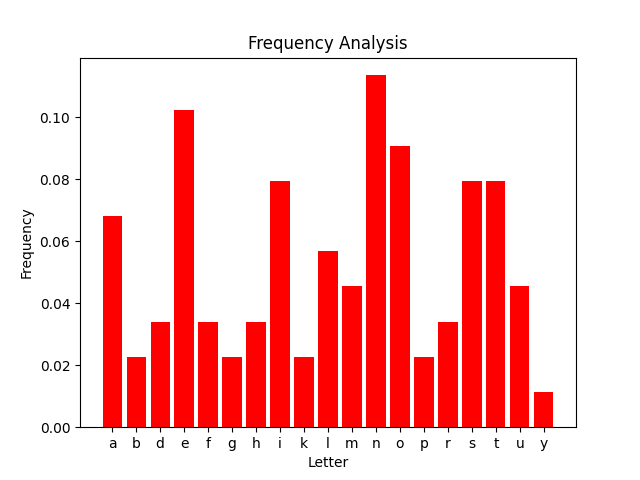 Frequency Analysis
0.10
0.08
0.06
0.04
0.02
0.00
Frequency
a b d e f g h i k l m n o p r s t u y
Letter